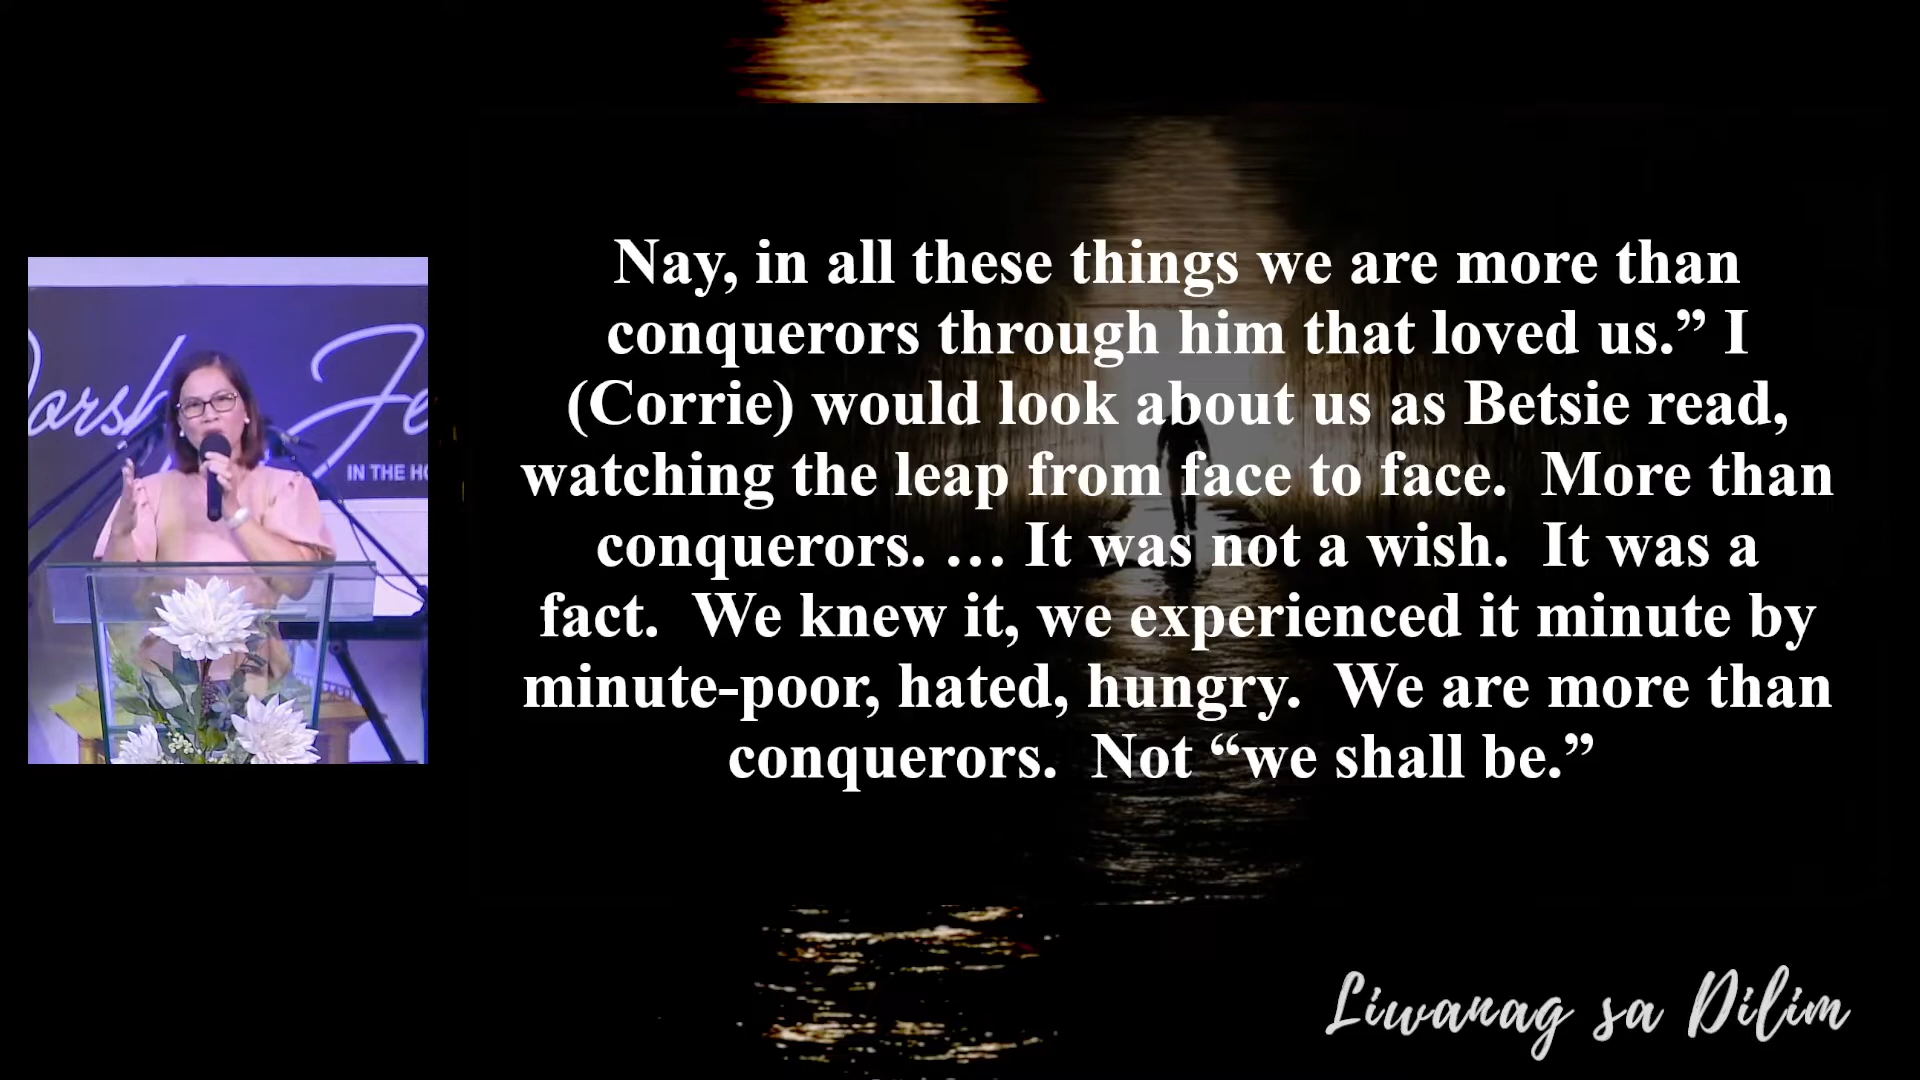 Nay, in all these things we are more than
conquerors through him that loved us.” I
(Corrie) would look about us as Betsie read,
watching the leap from face to face.  More than
conquerors. … It was not a wish.  It was a
fact.  We knew it, we experienced it minute by
minute-poor, hated, hungry.  We are more than
conquerors.  Not “we shall be.”
IN THE
Liwanag sa Dilim